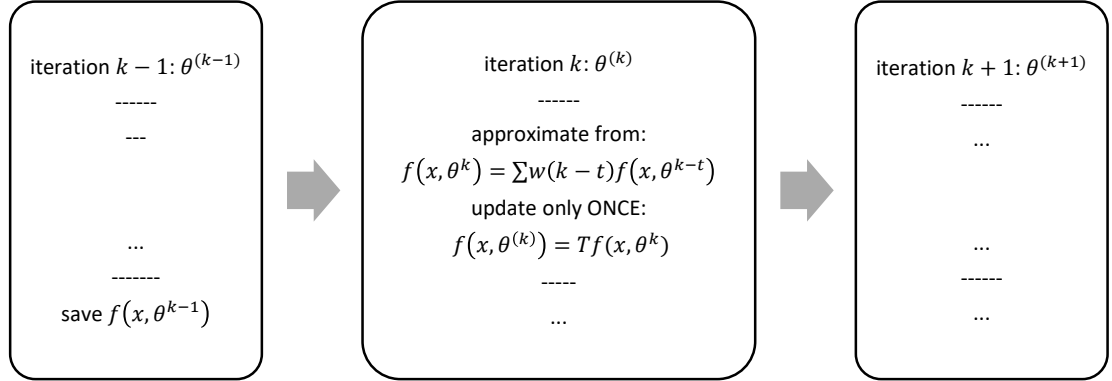 iteration k − 1: θ^(k−1)
------
---
...
-------
save f(x, θ^{k−1})
iteration k: θ^(k)
------
approximate from:
f(x, θ^k) = ∑w(k − t)f(x, θ^{k−t})
update only ONCE:
f(x, θ^(k)) = Tf(x, θ^k)
-----
...
iteration k + 1: θ^(k+1)
------
...
...
------
...